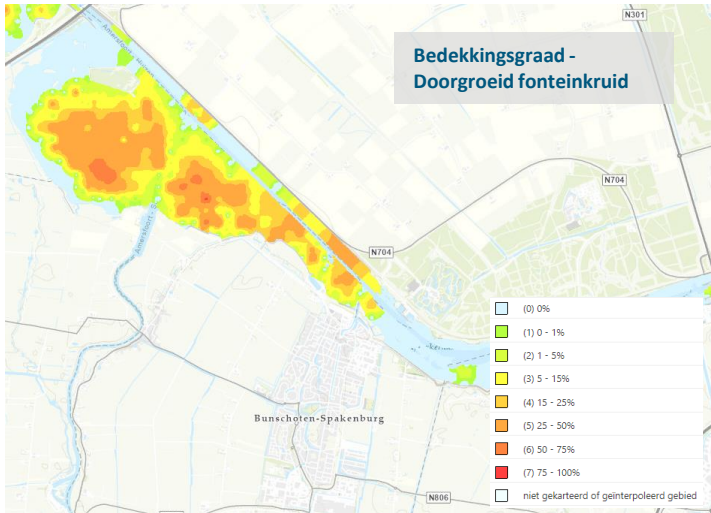 N301
Bedekkingsgraad -
Doorgroeid fonteinkruid
N704
N704
(0) 0%
(1) 0 - 1%
(2) 1 - 5%
(3) 5 - 15%
(4) 15 - 25%
(5) 25 - 50%
(6) 50 - 75%
(7) 75 - 100%
niet gekarteerd of geïnterpoleerd gebied
Bunschoten-Spakenburg
N806